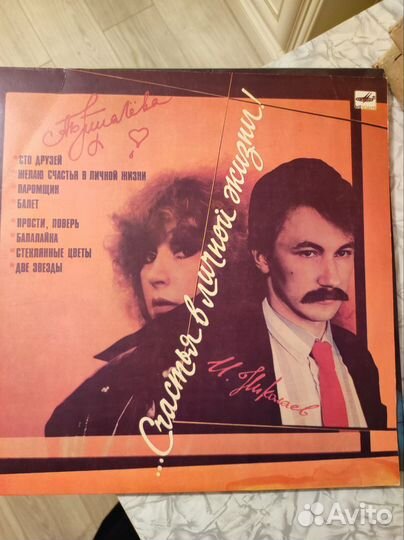 А. Пугачёва
СТО ДРУЗЕЙ
ЖЕЛАЮ СЧАСТЬЯ В ЛИЧНОЙ ЖИЗНИ
ПАРОМЩИК
БАЛЕТ
ПРОСТИ, ПОВЕРЬ
БАЛАЛАЙКА
СТЕКЛЯННЫЕ ЦВЕТЫ
ДВЕ ЗВЕЗДЫ
...Счастья в личной жизни!
И. Николаев
Avito